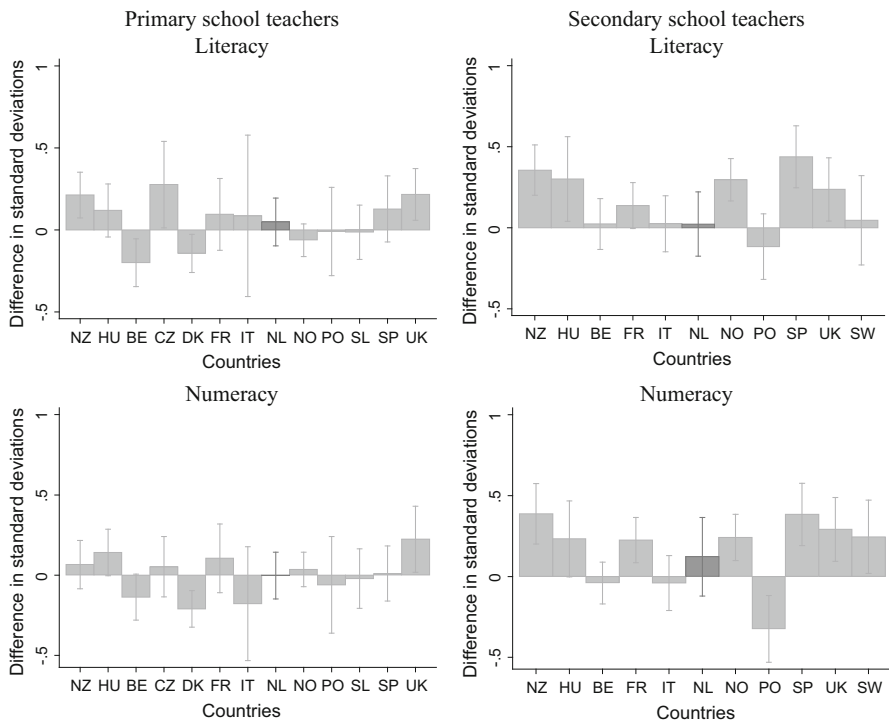 Primary school teachers
Literacy
Difference in standard deviations
1
.5
0
-.5
NZ HU BE CZ DK FR IT NL NO PO SL SP UK
Countries
Secondary school teachers
Literacy
Difference in standard deviations
1
.5
0
-.5
NZ HU BE FR IT NL NO PO SP UK SW
Countries
Numeracy
Difference in standard deviations
1
.5
0
-.5
NZ HU BE CZ DK FR IT NL NO PO SL SP UK
Countries
Numeracy
Difference in standard deviations
1
.5
0
-.5
NZ HU BE FR IT NL NO PO SP UK SW
Countries